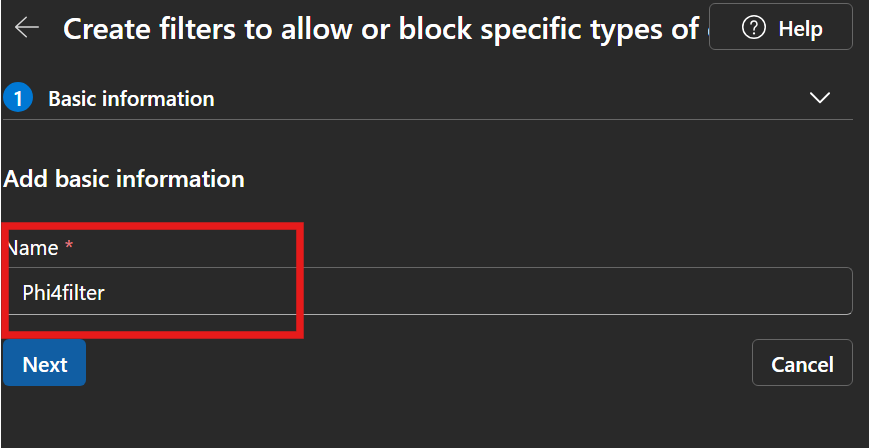 Create filters to allow or block specific types of
Help
1 Basic information
Add basic information
Name *
Phi4filter
Next
Cancel